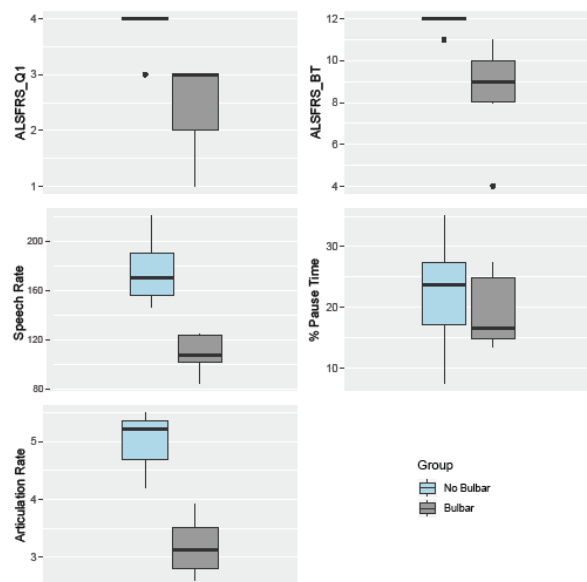 ALSFRS_Q1
4
3
2
1
ALSFRS_BT
12
10
8
6
4
Speech Rate
200
160
120
80
% Pause Time
30
20
10
Articulation Rate
5
4
3
Group
No Bulbar
Bulbar